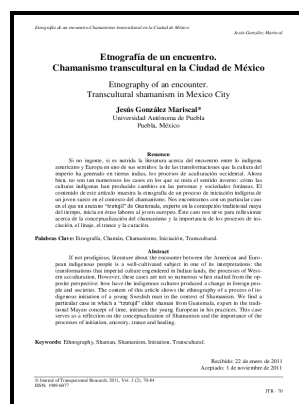 Etnografía de un encuentro.Chamanismo transcultural en la Ciudad de México
Jesús González Mariscal
Etnografía de un encuentro.
Chamanismo transcultural en la Ciudad de México
Etnography of an encounter.
Transcultural shamanism in Mexico City
Jesús González Mariscal*
Universidad Autónoma de Puebla
Puebla, México
Resumen
Si no ingente, sí es nutrida la literatura acerca del encuentro entre lo indígena
americano y Europa en uno de sus sentidos: la de las transformaciones que la cultura del
imperio ha generado en tierras indias, los procesos de aculturación occidental. Ahora
bien, no son tan numerosos los casos en los que se mira el sentido inverso: cómo las
culturas indígenas han producido cambios en las personas y sociedades foráneas. El
contenido de este artículo muestra la etnografía de un proceso de iniciación indígena de
un joven sueco en el contexto del chamanismo. Nos encontramos con un particular caso
en el que un anciano "tzutujil" de Guatemala, experto en la concepción tradicional maya
del tiempo, inicia en éstas labores al joven europeo. Este caso nos sirve para reflexionar
acerca de la conceptualización del chamanismo y la importancia de los procesos de ini-
ciación, el linaje, el trance y la curación.
Palabras Clave: Etnografía, Chamán, Chamanismo, Iniciación, Transcultural.
Abstract
If not prodigious, literature about the encounter between the American and Euro-
pean indigenous people is a well-cultivated subject in one of its interpretations: the
transformations that imperial culture engendered in Indian lands, the processes of West-
ern acculturation. However, these cases are not so numerous when studied from the op-
posite perspective: how have the indigenous cultures produced a change in foreign peo-
ple and societies. The content of this article shows the ethnography of a process of in-
digenous initiation of a young Swedish man in the context of Shamanism. We find a
particular case in which a "tzutujil" elder shaman from Guatemala, expert in the tradi-
tional Mayan concept of time, initiates the young European in his practices. This case
serves as a reflection on the conceptualization of Shamanism and the importance of the
processes of initiation, ancestry, trance and healing.
Keywords: Ethnography, Shaman, Shamanism, Initiation, Transcultural.
Recibido: 22 de enero de 2011
Aceptado: 1 de noviembre de 2011
© Journal of Transpersonal Research, 2011, Vol. 3 (2), 70-84
ISSN: 1989-6077
JTR - 70